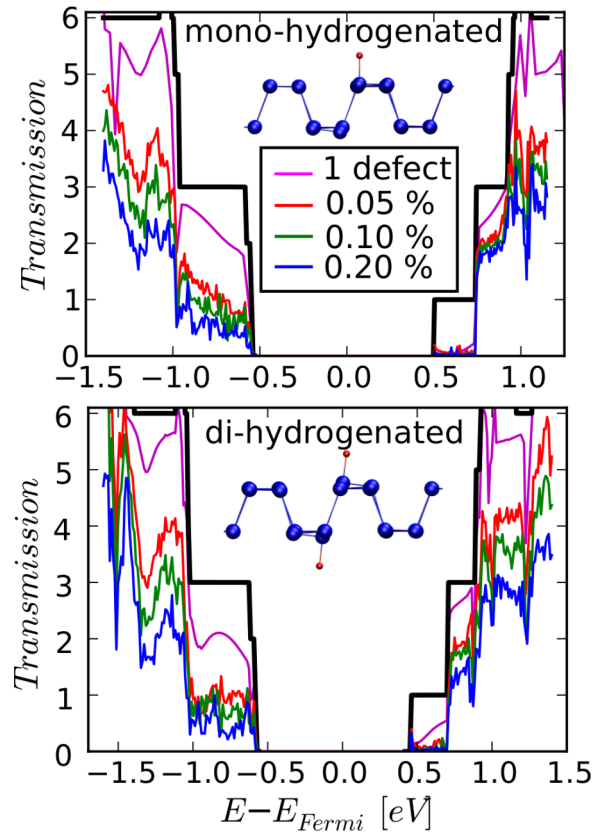 6
mono-hydrogenated
5
4
1 defect
3
0.05 %
2
0.10 %
1
0.20 %
0
Transmission
−1.5 −1.0 −0.5 0.0 0.5 1.0
6
di-hydrogenated
5
4
3
2
1
0
Transmission
−1.5 −1.0 −0.5 0.0 0.5 1.0 1.5
E−E_Fermi [eV]